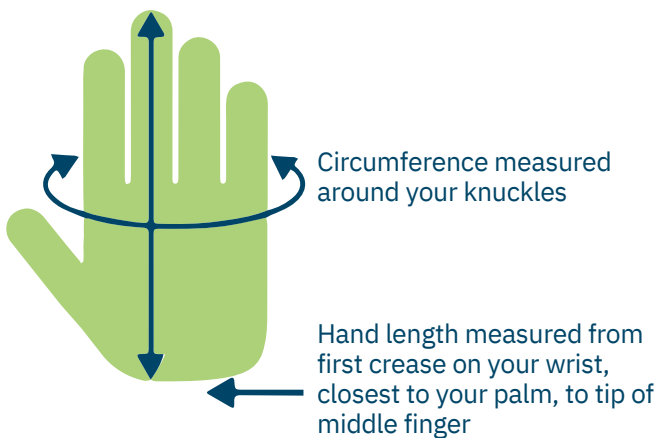 Circumference measured
around your knuckles
Hand length measured from
first crease on your wrist,
closest to your palm, to tip of
middle finger